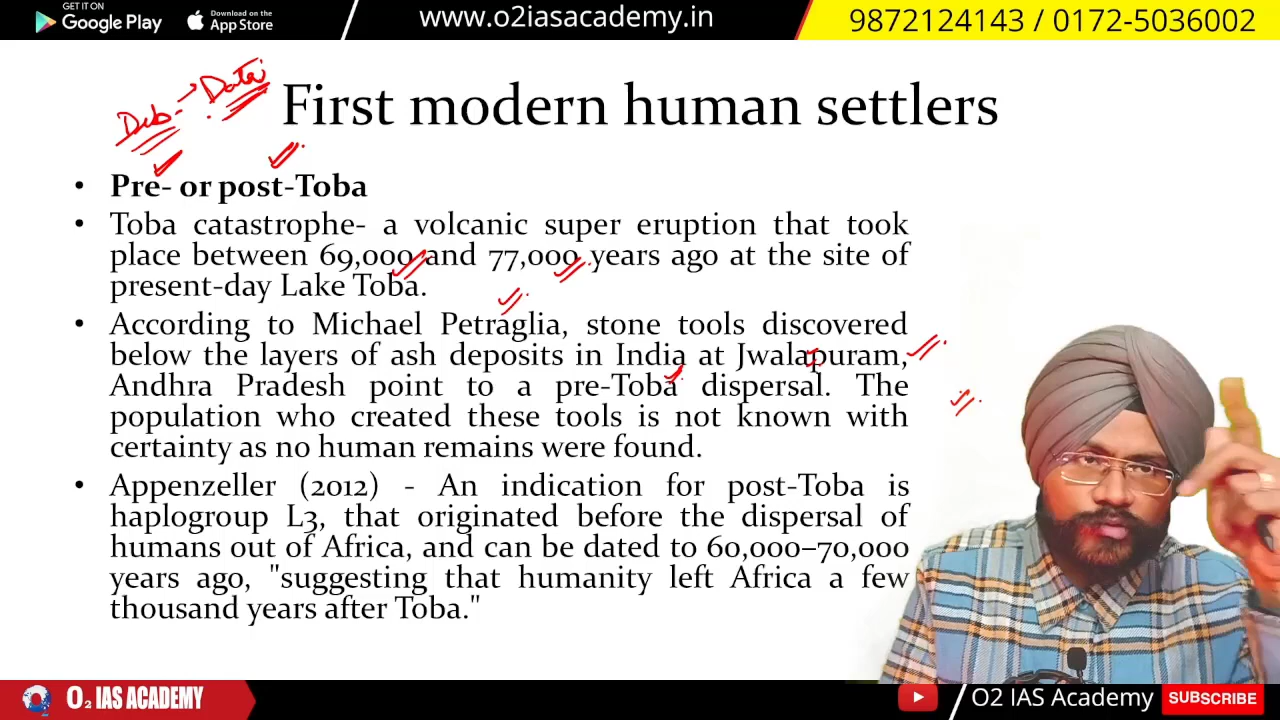 GET IT ON
Google Play
Download on the
App Store
www.o2iasacademy.in
9872124143 / 0172-5036002
First modern human settlers
• Pre- or post-Toba
• Toba catastrophe- a volcanic super eruption that took
place between 69,000 and 77,000 years ago at the site of
present-day Lake Toba.
• According to Michael Petraglia, stone tools discovered
below the layers of ash deposits in India at Jwalapuram,
Andhra Pradesh point to a pre-Toba dispersal. The
population who created these tools is not known with
certainty as no human remains were found.
• Appenzeller (2012) - An indication for post-Toba is
haplogroup L3, that originated before the dispersal of
humans out of Africa, and can be dated to 60,000–70,000
years ago, "suggesting that humanity left Africa a few
thousand years after Toba."
O2 IAS ACADEMY
O2 IAS Academy
SUBSCRIBE